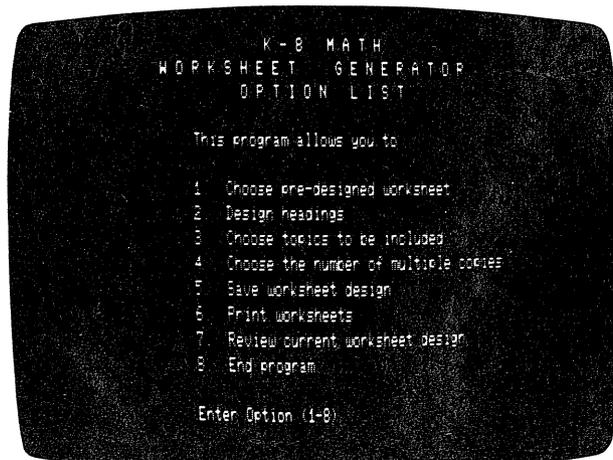 K-8 MATH
WORKSHEET GENERATOR
OPTION LIST
This program allows you to
1 Choose pre-designed worksheet
2 Design headings
3 Choose topics to be included
4 Choose the number of multiple copies
5 Save worksheet design
6 Print worksheets
7 Review current worksheet design
8 End program
Enter Option (1-8)